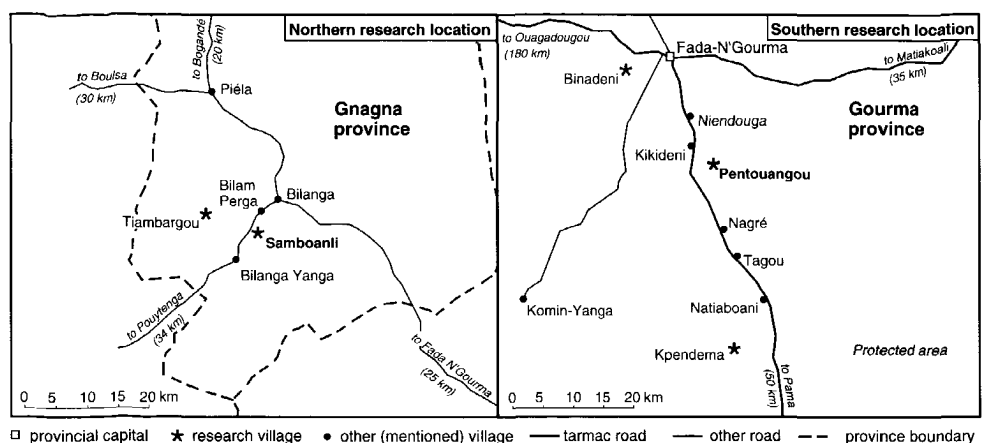 Northern research location
to Bogandé
(20 km)
to Boulsa
(30 km)
Piéla
Gnagna
province
Bilam
Perga
Bilanga
Tiambargou
Samboanli
Bilanga Yanga
to Pouytenga
(34 km)
to Fada N'Gourma
(25 km)
0 5 10 15 20 km
Southern research location
to Ouagadougou
(180 km)
Fada-N'Gourma
to Matiakoali
(35 km)
Binadeni
Gourma
province
Niendouga
Kikideni
Pentouangou
Nagré
Tagou
Komin-Yanga
Natiaboani
Kpendema
Protected area
to Pama
(50 km)
0 5 10 15 20 km
provincial capital research village other (mentioned) village tarmac road other road province boundary